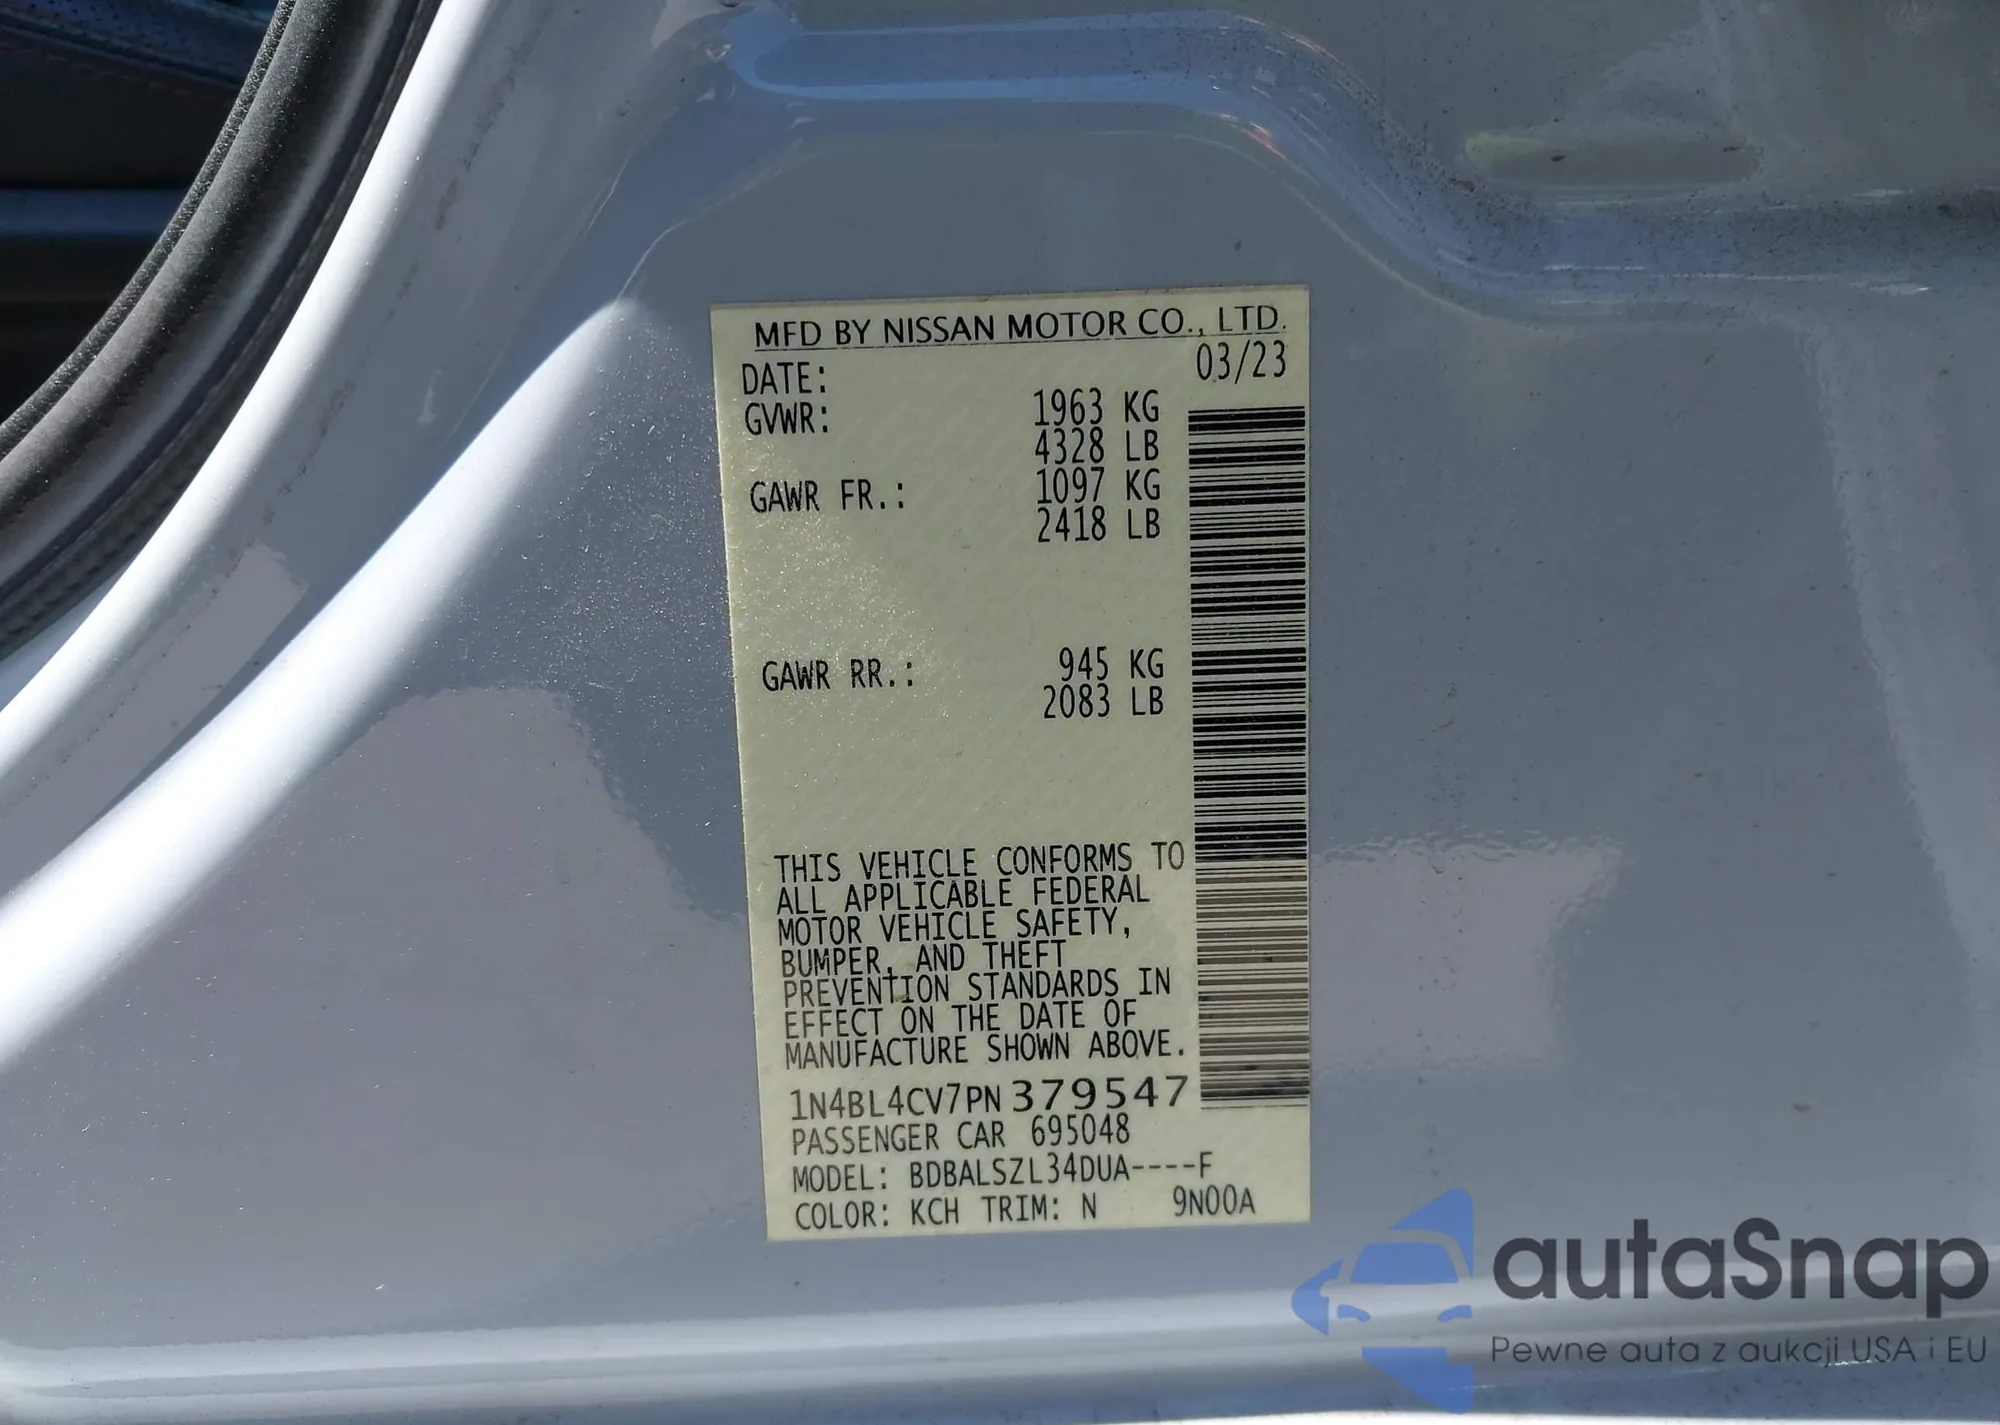 MFD BY NISSAN MOTOR CO., LTD.
DATE: 03/23
GVWR: 1963 KG
4328 LB
GAWR FR.: 1097 KG
2418 LB
GAWR RR.: 945 KG
2083 LB
THIS VEHICLE CONFORMS TO
ALL APPLICABLE FEDERAL
MOTOR VEHICLE SAFETY,
BUMPER, AND THEFT
PREVENTION STANDARDS IN
EFFECT ON THE DATE OF
MANUFACTURE SHOWN ABOVE.
1N4BL4CV7PN379547
PASSENGER CAR 695048
MODEL: BDBALSZL34DUA----F
COLOR: KCH TRIM: N 9N00A
autaSnap
Pewne auta z aukcji USA i EU